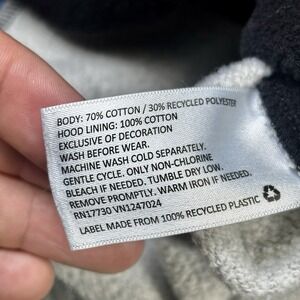 BODY: 70% COTTON / 30% RECYCLED POLYESTER
HOOD LINING: 100% COTTON
EXCLUSIVE OF DECORATION
WASH BEFORE WEAR.
MACHINE WASH COLD SEPARATELY.
GENTLE CYCLE. ONLY NON-CHLORINE
BLEACH IF NEEDED. TUMBLE DRY LOW.
REMOVE PROMPTLY. WARM IRON IF NEEDED.
RN17730 VN1247024
LABEL MADE FROM 100% RECYCLED PLASTIC